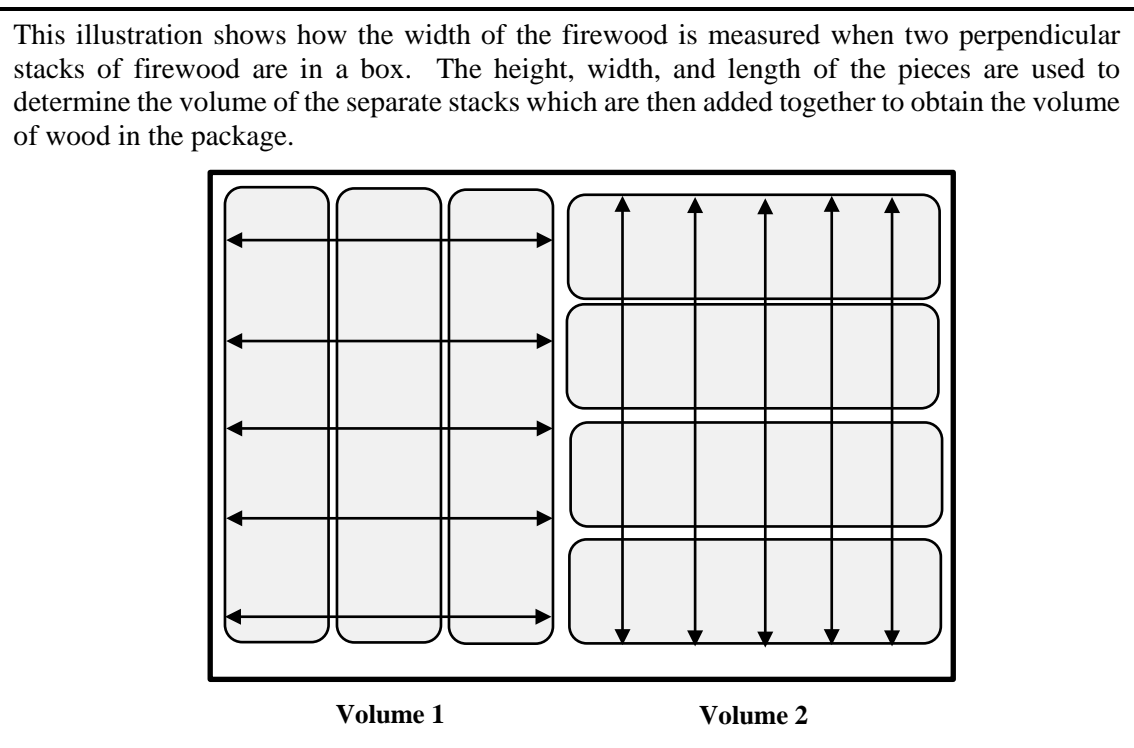 This illustration shows how the width of the firewood is measured when two perpendicular
stacks of firewood are in a box. The height, width, and length of the pieces are used to
determine the volume of the separate stacks which are then added together to obtain the volume
of wood in the package.
Volume 1
Volume 2